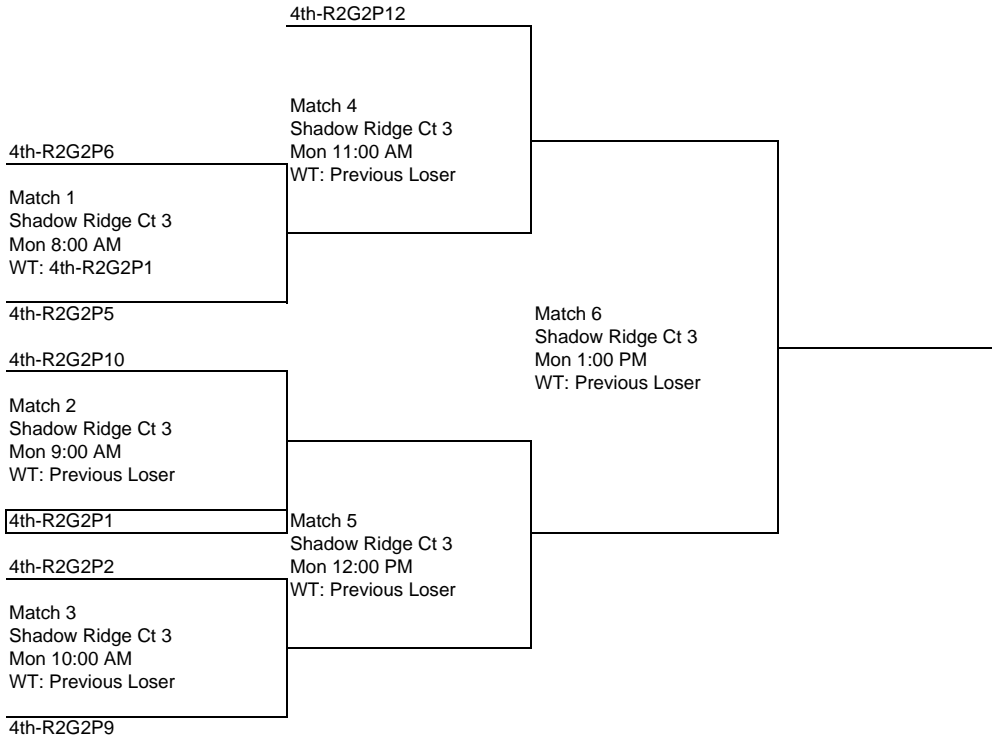 4th-R2G2P12
Match 4
Shadow Ridge Ct 3
Mon 11:00 AM
WT: Previous Loser
4th-R2G2P6
Match 1
Shadow Ridge Ct 3
Mon 8:00 AM
WT: 4th-R2G2P1
4th-R2G2P5
Match 6
Shadow Ridge Ct 3
Mon 1:00 PM
WT: Previous Loser
4th-R2G2P10
Match 2
Shadow Ridge Ct 3
Mon 9:00 AM
WT: Previous Loser
4th-R2G2P1
Match 5
Shadow Ridge Ct 3
Mon 12:00 PM
WT: Previous Loser
4th-R2G2P2
Match 3
Shadow Ridge Ct 3
Mon 10:00 AM
WT: Previous Loser
4th-R2G2P9